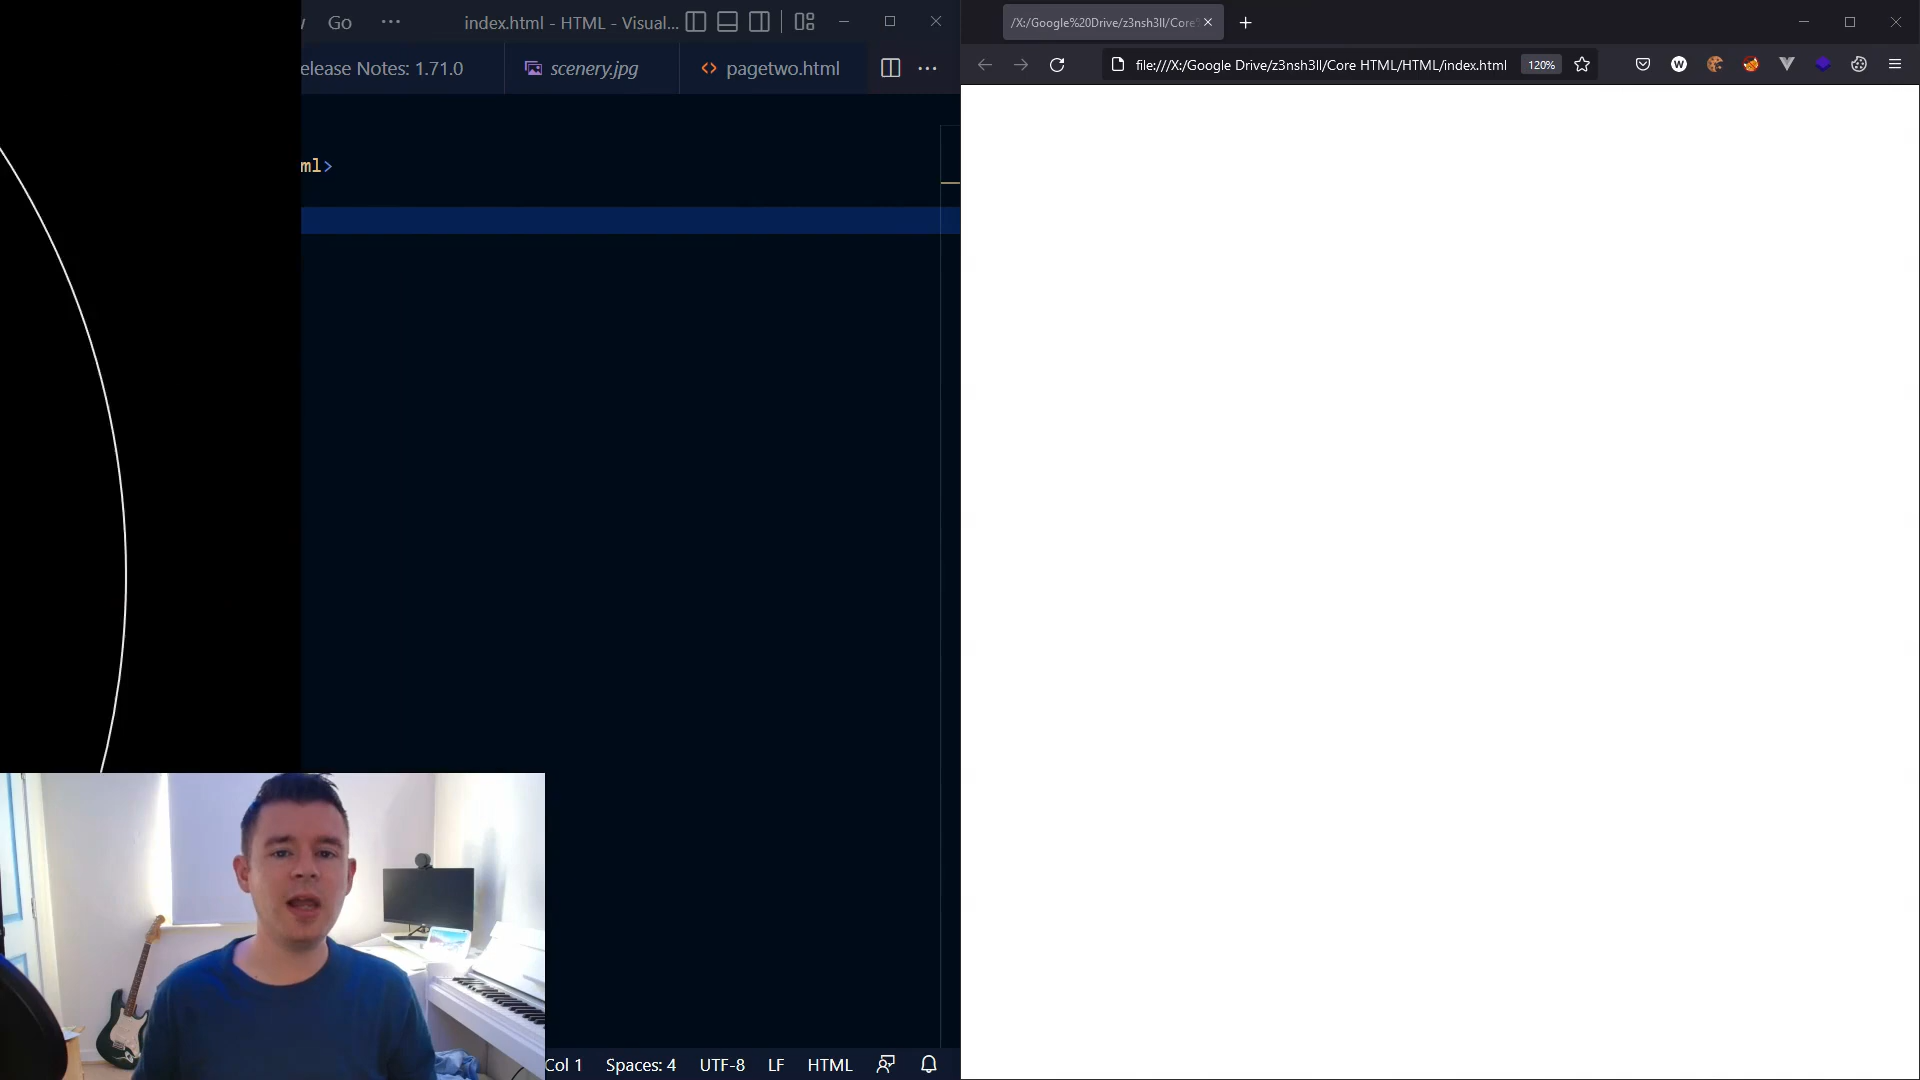 Go ··· index.html - HTML - Visual...
elease Notes: 1.71.0 scenery.jpg <> pagetwo.html ···
ml>
Col 1 Spaces: 4 UTF-8 LF HTML
/X:/Google%20Drive/z3nsh3ll/Core
file:///X:/Google Drive/z3nsh3ll/Core HTML/HTML/index.html 120%
W